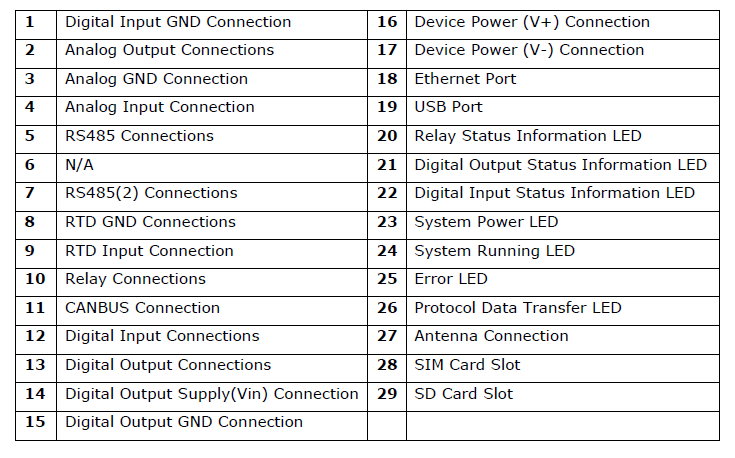 1 Digital Input GND Connection 16 Device Power (V+) Connection
2 Analog Output Connections 17 Device Power (V-) Connection
3 Analog GND Connection 18 Ethernet Port
4 Analog Input Connection 19 USB Port
5 RS485 Connections 20 Relay Status Information LED
6 N/A 21 Digital Output Status Information LED
7 RS485(2) Connections 22 Digital Input Status Information LED
8 RTD GND Connections 23 System Power LED
9 RTD Input Connection 24 System Running LED
10 Relay Connections 25 Error LED
11 CANBUS Connection 26 Protocol Data Transfer LED
12 Digital Input Connections 27 Antenna Connection
13 Digital Output Connections 28 SIM Card Slot
14 Digital Output Supply(Vin) Connection 29 SD Card Slot
15 Digital Output GND Connection